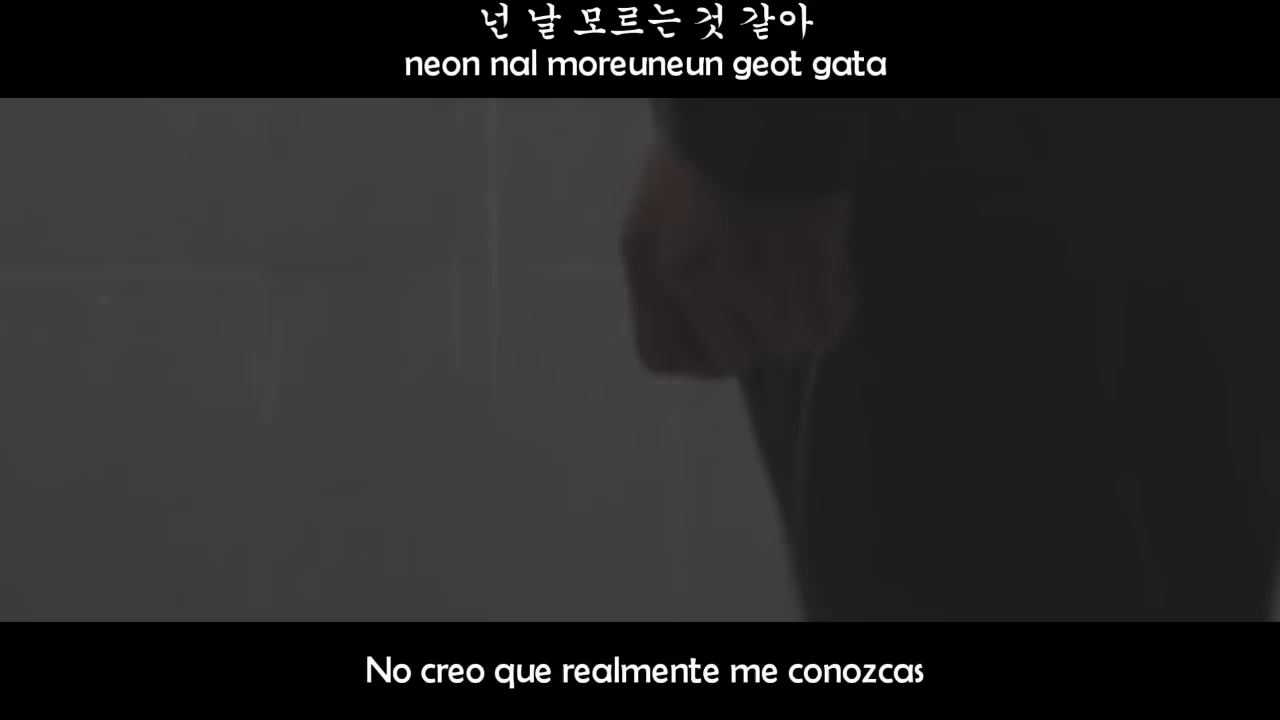 넌 날 모르는 것 같아
neon nal moreuneun geot gata
No creo que realmente me conozcas